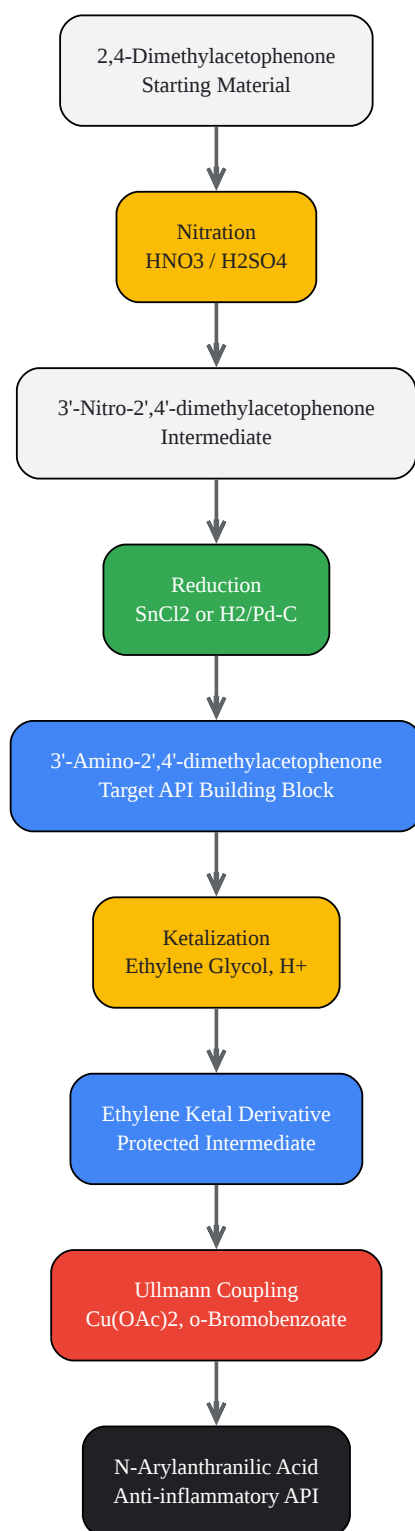 2,4-Dimethylacetophenone
Starting Material
Nitration
HNO3 / H2SO4
3'-Nitro-2',4'-dimethylacetophenone
Intermediate
Reduction
SnCl2 or H2/Pd-C
3'-Amino-2',4'-dimethylacetophenone
Target API Building Block
Ketalization
Ethylene Glycol, H+
Ethylene Ketal Derivative
Protected Intermediate
Ullmann Coupling
Cu(OAc)2, o-Bromobenzoate
N-Arylanthranilic Acid
Anti-inflammatory API